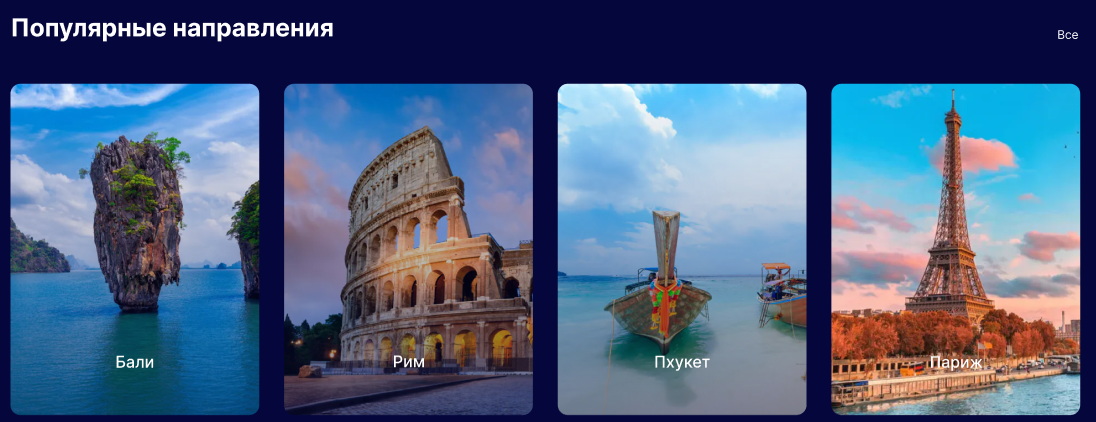 Популярные направления
Все
Бали
Рим
Пхукет
Париж